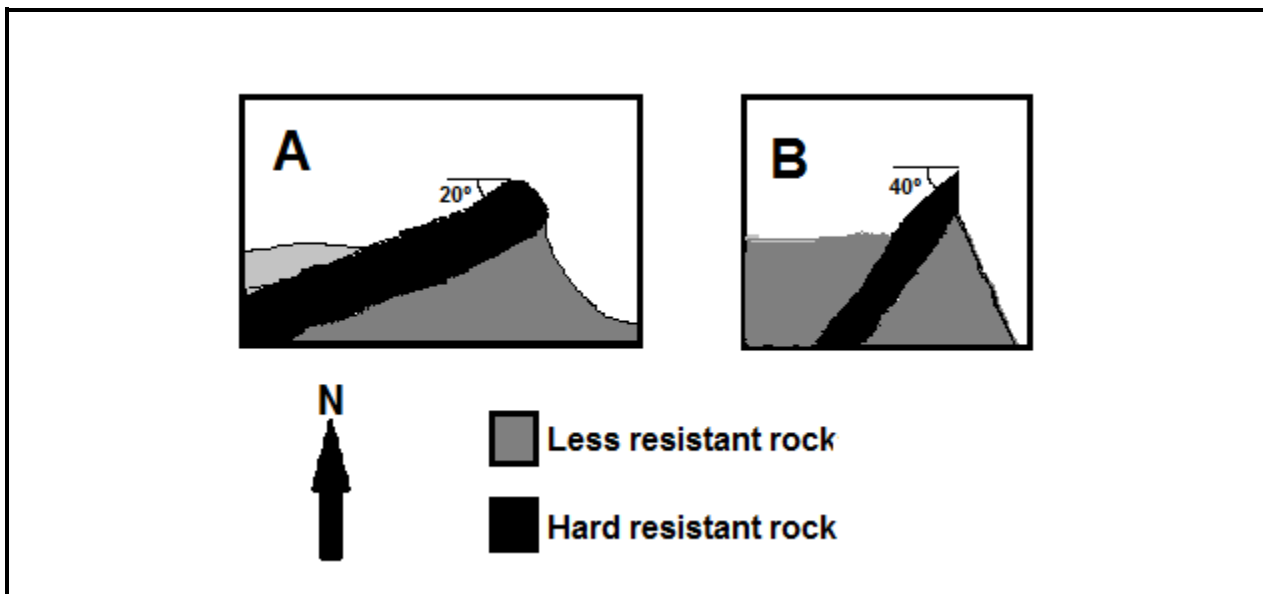 A
20º
B
40º
N
Less resistant rock
Hard resistant rock